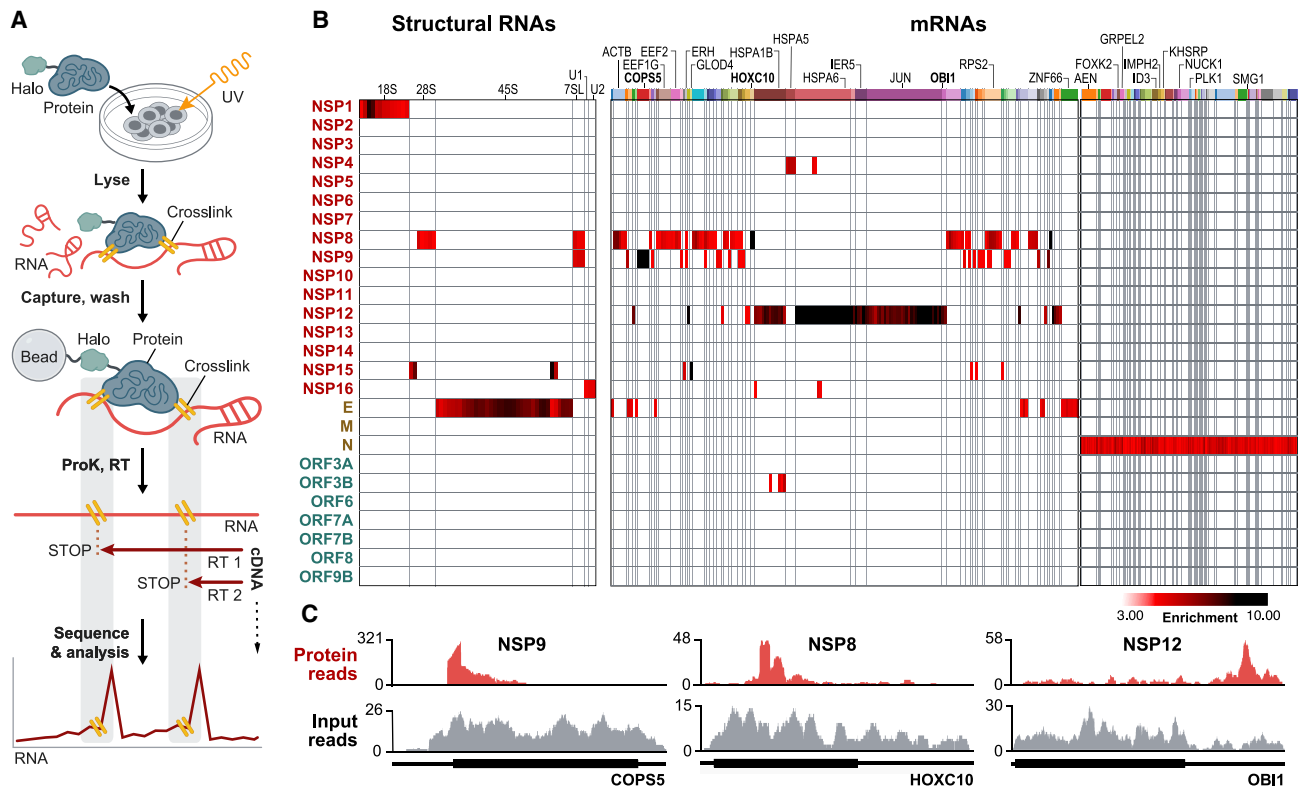 A
Halo
Protein
UV
Lyse
Crosslink
RNA
Capture, wash
Halo
Protein
Bead
Crosslink
RNA
ProK, RT
RNA
STOP
RT 1
STOP
RT 2
cDNA
Sequence
& analysis
RNA
B
Structural RNAs
mRNAs
18S
28S
45S
7SL
U1
U2
ACTB
EEF1G
COPS5
EEF2
ERH
GLOD4
HSPA1B
HOXC10
HSPA5
HSPA6
IER5
JUN
OBI1
RPS2
ZNF66
AEN
FOXK2
GRPEL2
IMPH2
ID3
KHSRP
NUCK1
PLK1
SMG1
NSP1
NSP2
NSP3
NSP4
NSP5
NSP6
NSP7
NSP8
NSP9
NSP10
NSP11
NSP12
NSP13
NSP14
NSP15
NSP16
E
M
N
ORF3A
ORF3B
ORF6
ORF7A
ORF7B
ORF8
ORF9B
3.00
Enrichment
10.00
C
Protein
reads
Input
reads
321
NSP9
0
26
0
COPS5
48
NSP8
0
15
0
HOXC10
58
NSP12
0
30
0
OBI1